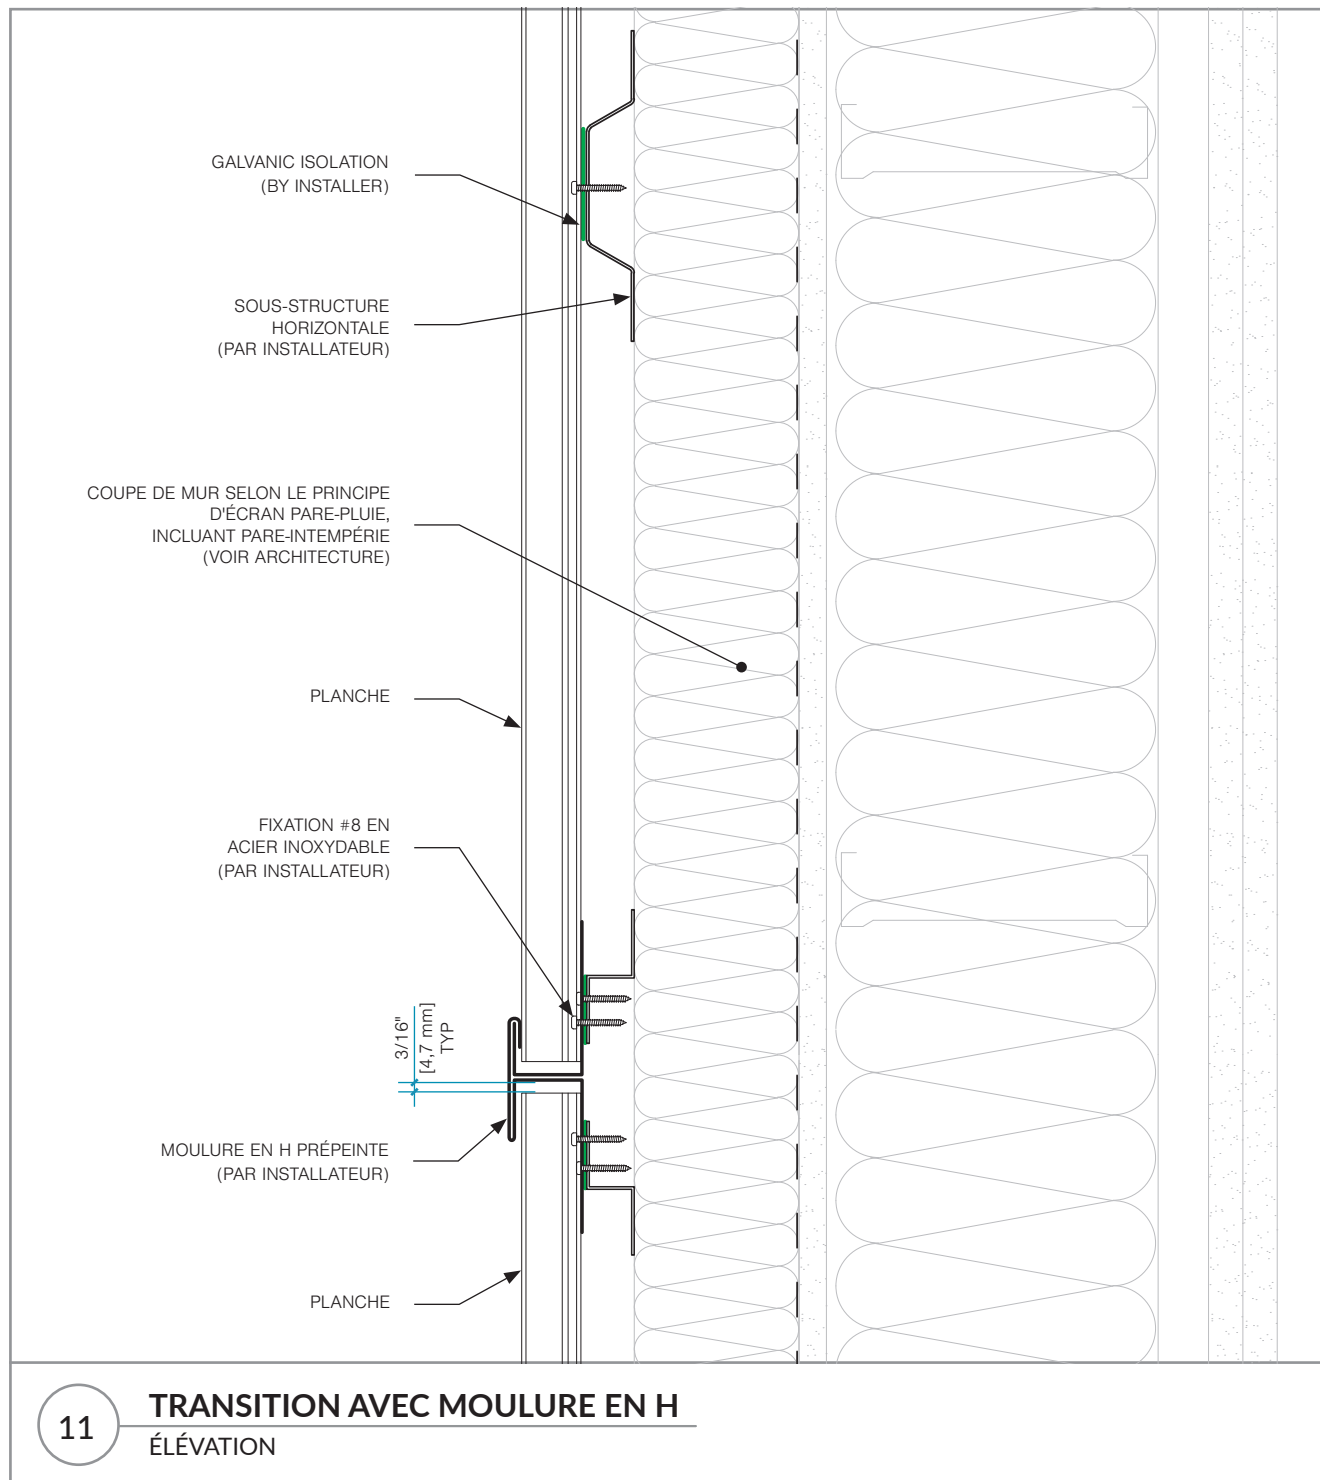 GALVANIC ISOLATION
(BY INSTALLER)
SOUS-STRUCTURE
HORIZONTALE
(PAR INSTALLATEUR)
COUPE DE MUR SELON LE PRINCIPE
D'ÉCRAN PARE-PLUIE,
INCLUANT PARE-INTEMPÉRIE
(VOIR ARCHITECTURE)
PLANCHE
FIXATION #8 EN
ACIER INOXYDABLE
(PAR INSTALLATEUR)
3/16"
[4,7 mm]
TYP
MOULURE EN H PRÉPEINTE
(PAR INSTALLATEUR)
PLANCHE
11
TRANSITION AVEC MOULURE EN H
ÉLÉVATION